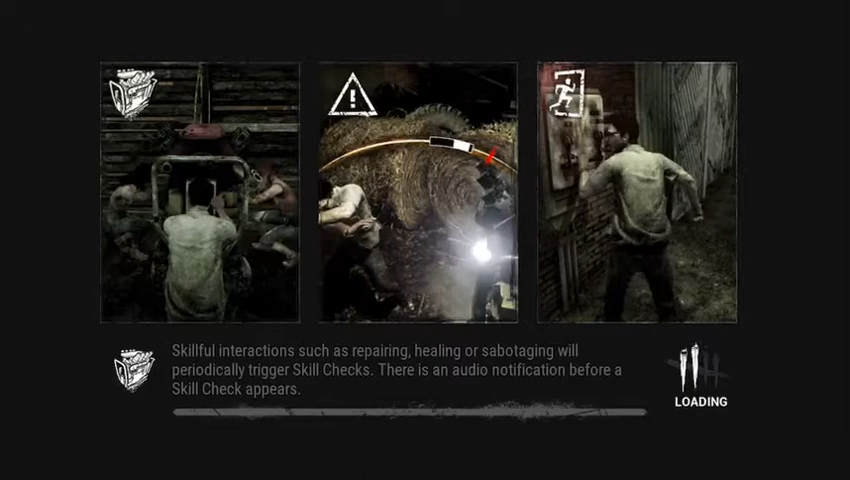 Skillful interactions such as repairing, healing or sabotaging will
periodically trigger Skill Checks. There is an audio notification before a
Skill Check appears.
LOADING